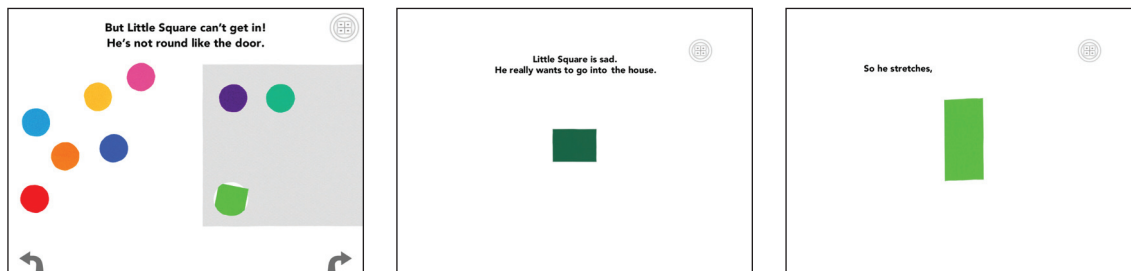 But Little Square can't get in!
He's not round like the door.
Little Square is sad.
He really wants to go into the house.
So he stretches,